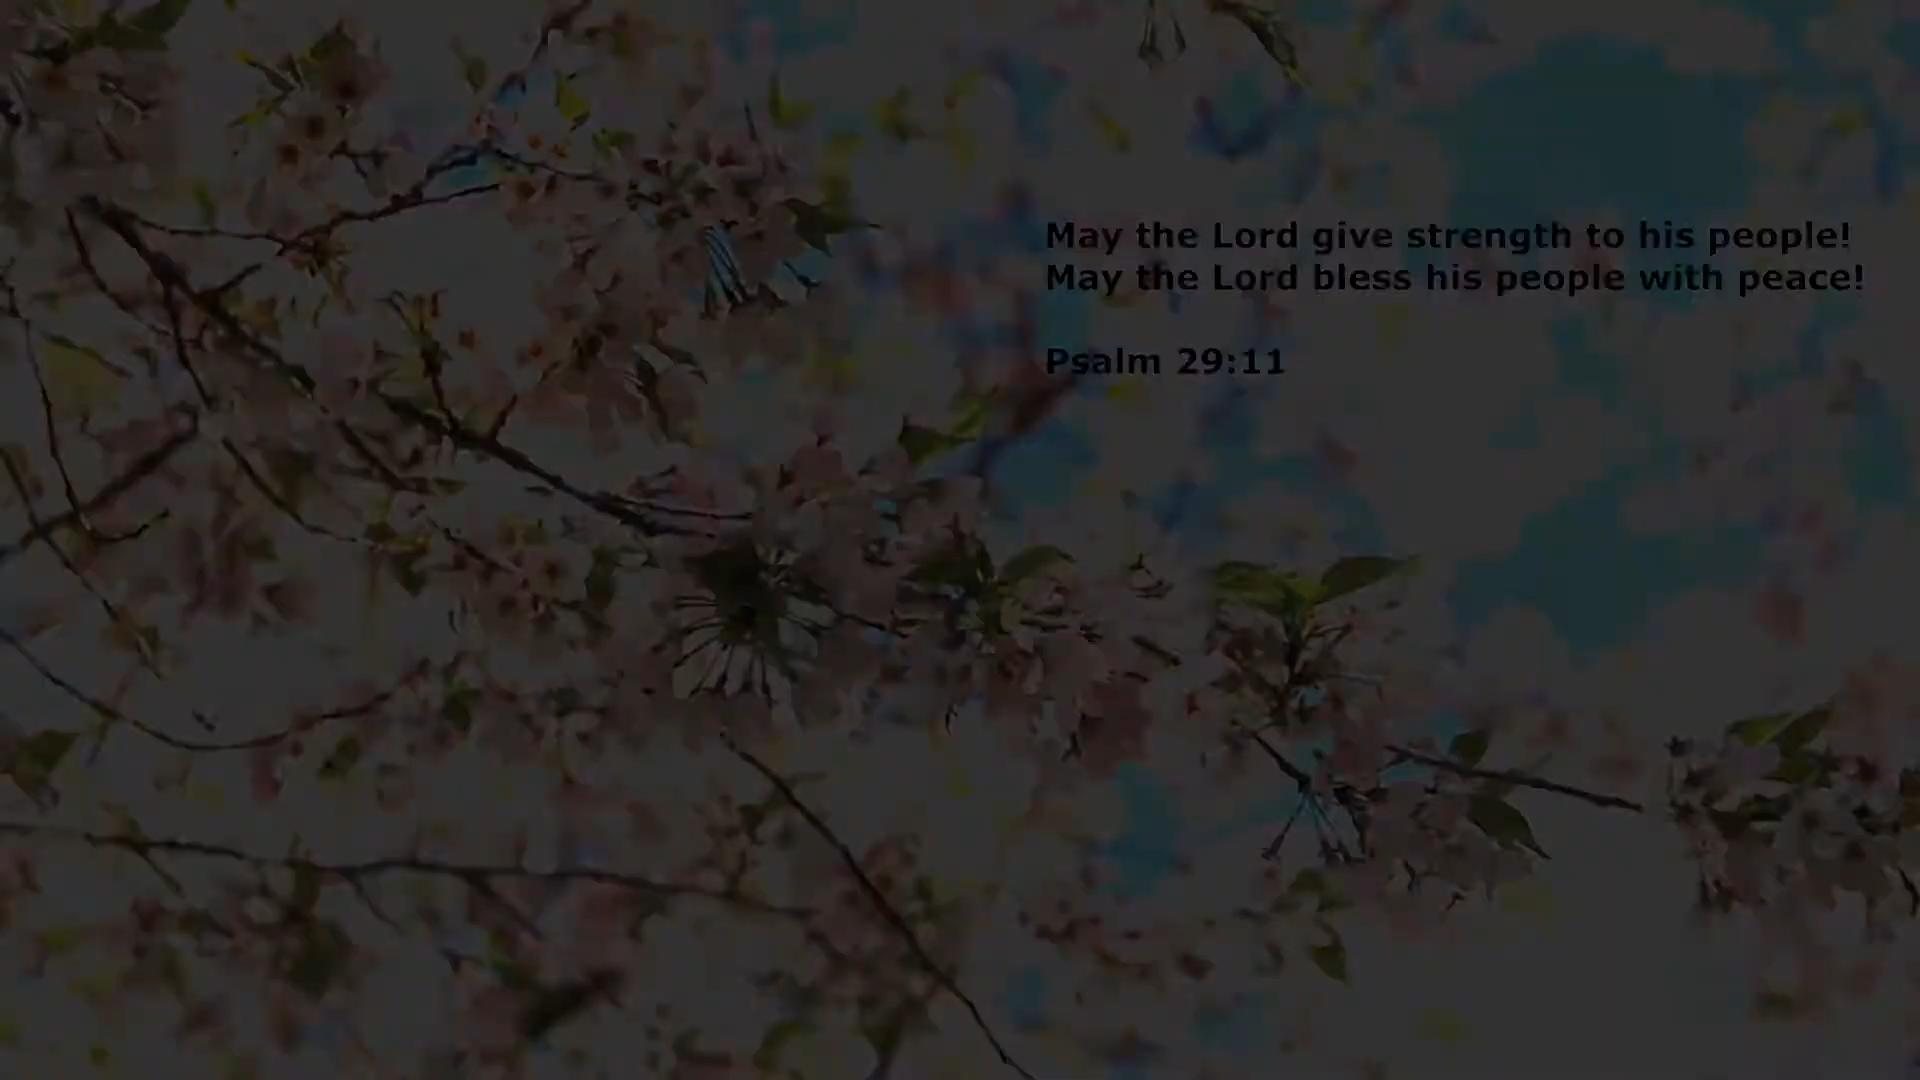 May the Lord give strength to his people!
May the Lord bless his people with peace!
Psalm 29:11